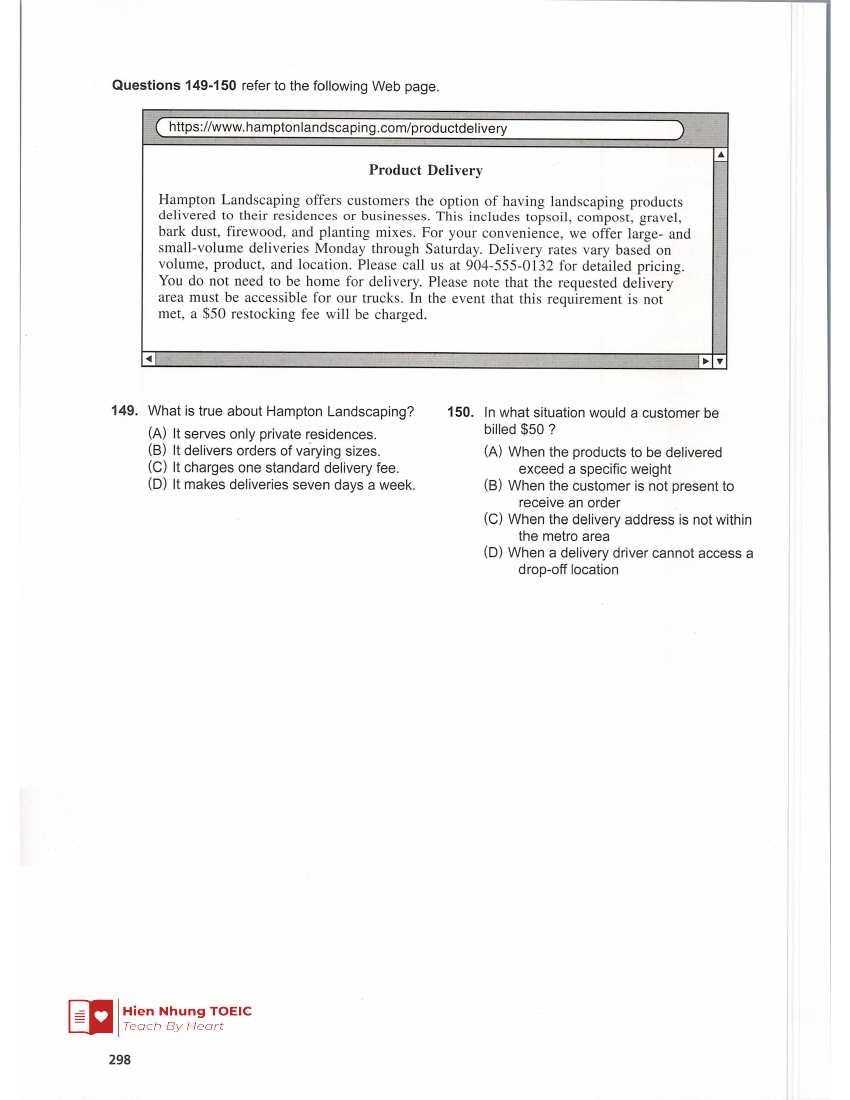 Questions 149-150 refer to the following Web page.
https://www.hamptonlandscaping.com/productdelivery
Product Delivery
Hampton Landscaping offers customers the option of having landscaping products
delivered to their residences or businesses. This includes topsoil, compost, gravel,
bark dust, firewood, and planting mixes. For your convenience, we offer large- and
small-volume deliveries Monday through Saturday. Delivery rates vary based on
volume, product, and location. Please call us at 904-555-0132 for detailed pricing.
You do not need to be home for delivery. Please note that the requested delivery
area must be accessible for our trucks. In the event that this requirement is not
met, a $50 restocking fee will be charged.
149. What is true about Hampton Landscaping?
(A) It serves only private residences.
(B) It delivers orders of varying sizes.
(C) It charges one standard delivery fee.
(D) It makes deliveries seven days a week.
150. In what situation would a customer be
billed $50 ?
(A) When the products to be delivered
exceed a specific weight
(B) When the customer is not present to
receive an order
(C) When the delivery address is not within
the metro area
(D) When a delivery driver cannot access a
drop-off location
Hien Nhung TOEIC
Teach By Heart
298